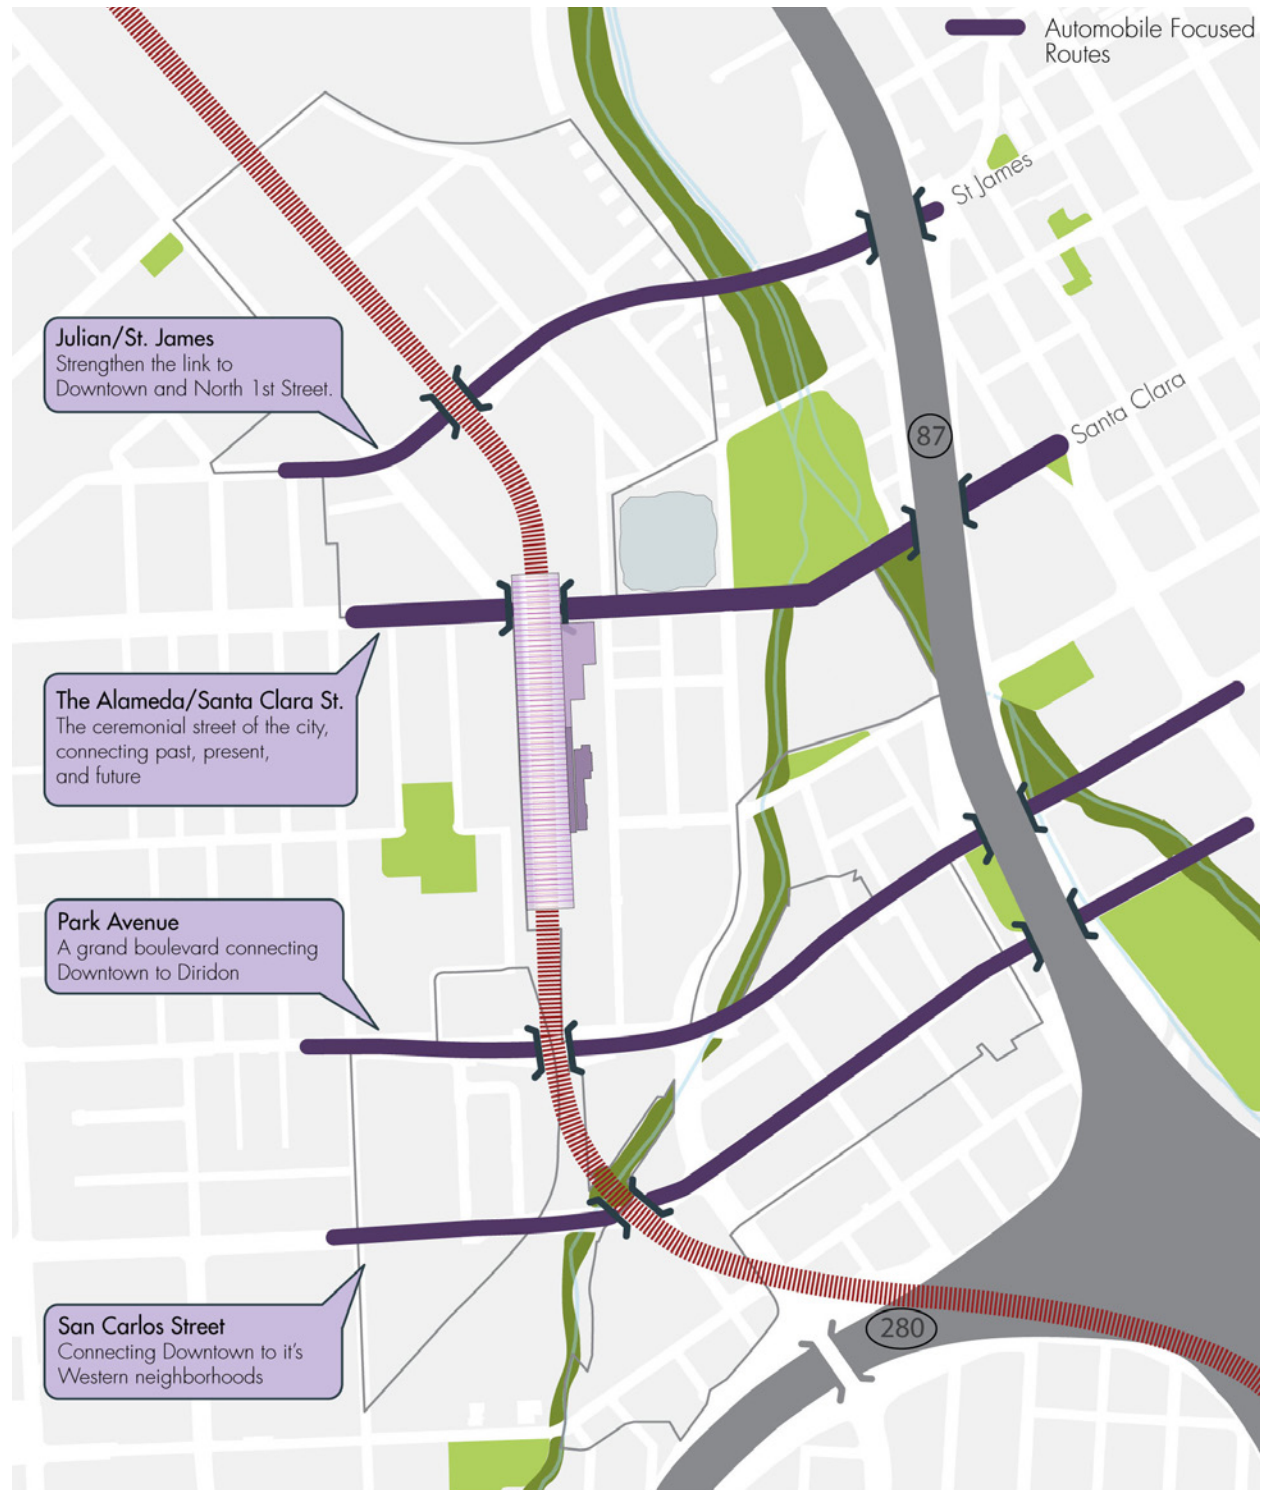 Automobile Focused
Routes
St James
Julian/St. James
Strengthen the link to
Downtown and North 1st Street.
Santa Clara
87
The Alameda/Santa Clara St.
The ceremonial street of the city,
connecting past, present,
and future
Park Avenue
A grand boulevard connecting
Downtown to Diridon
San Carlos Street
Connecting Downtown to it's
Western neighborhoods
280